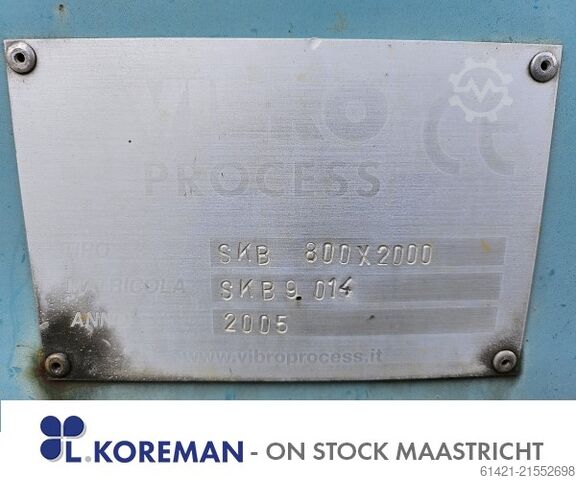 VIBRO
PROCESS
CE
TIPO SKB 800X2000
MATRICOLA SKB9.014
ANNO 2005
www.vibroprocess.it
L.KOREMAN - ON STOCK MAASTRICHT
61421-21552698